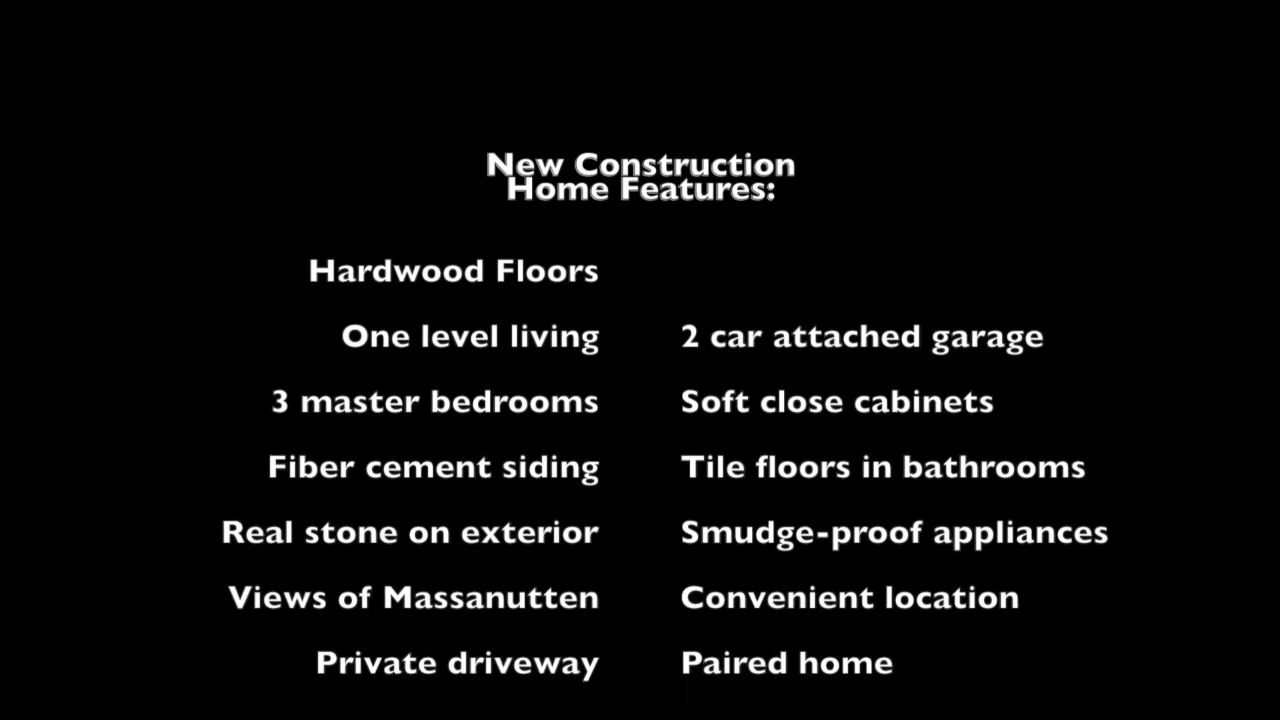 New Construction
Home Features:
Hardwood Floors
One level living 2 car attached garage
3 master bedrooms Soft close cabinets
Fiber cement siding Tile floors in bathrooms
Real stone on exterior Smudge-proof appliances
Views of Massanutten Convenient location
Private driveway Paired home